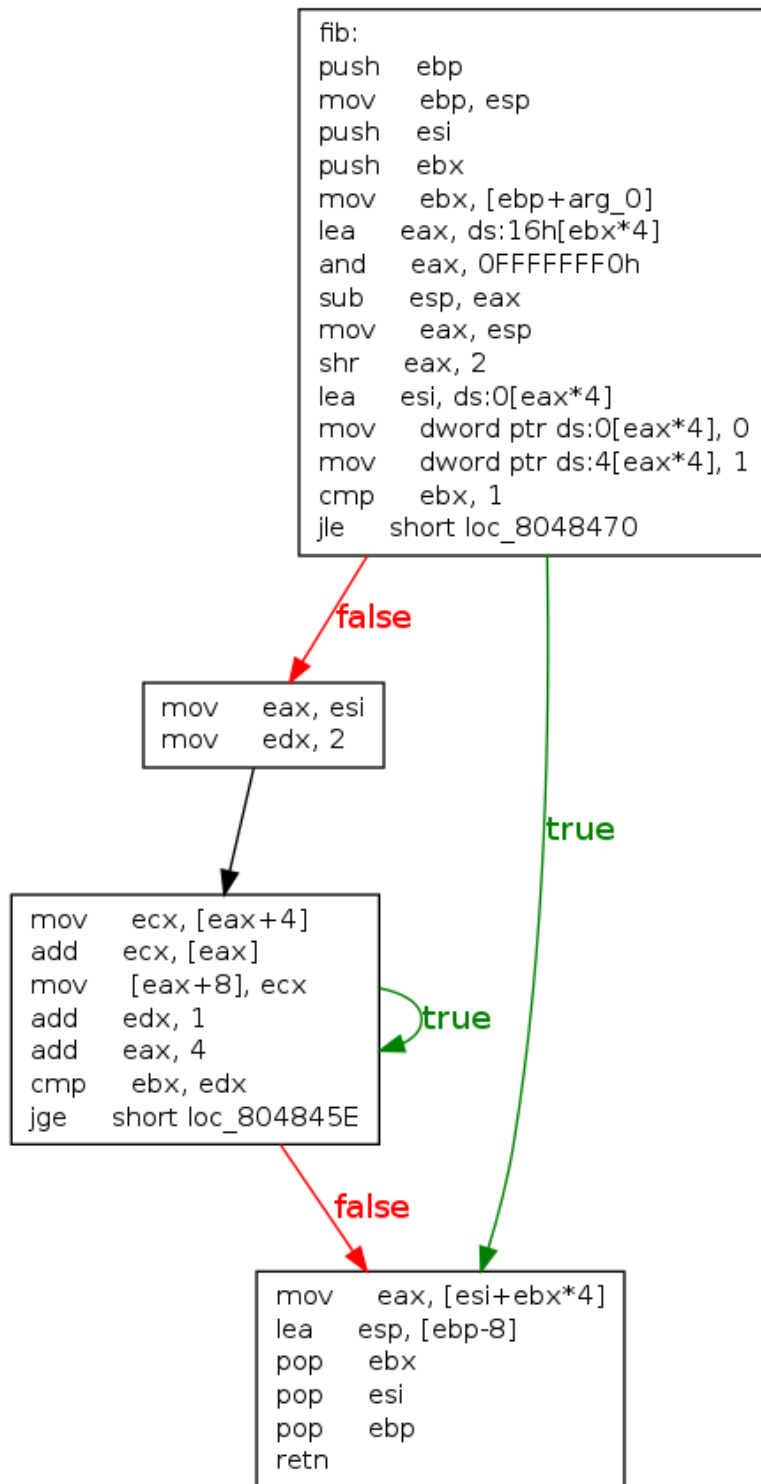 fib:
push ebp
mov ebp, esp
push esi
push ebx
mov ebx, [ebp+arg_0]
lea eax, ds:16h[ebx*4]
and eax, 0FFFFFFF0h
sub esp, eax
mov eax, esp
shr eax, 2
lea esi, ds:0[eax*4]
mov dword ptr ds:0[eax*4], 0
mov dword ptr ds:4[eax*4], 1
cmp ebx, 1
jle short loc_8048470
false
mov eax, esi
mov edx, 2
true
mov ecx, [eax+4]
add ecx, [eax]
mov [eax+8], ecx
add edx, 1
add eax, 4
cmp ebx, edx
jge short loc_804845E
true
false
mov eax, [esi+ebx*4]
lea esp, [ebp-8]
pop ebx
pop esi
pop ebp
retn